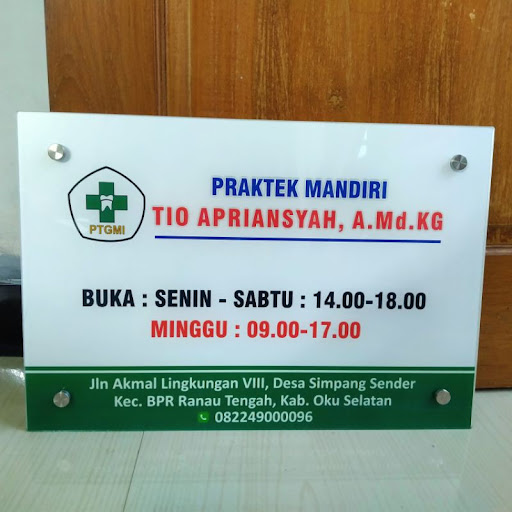 PTGMI
PRAKTEK MANDIRI
TIO APRIANSYAH, A.Md.KG
BUKA : SENIN - SABTU : 14.00-18.00
MINGGU : 09.00-17.00
Jln Akmal Lingkungan VIII, Desa Simpang Sender
Kec. BPR Ranau Tengah, Kab. Oku Selatan
082249000096